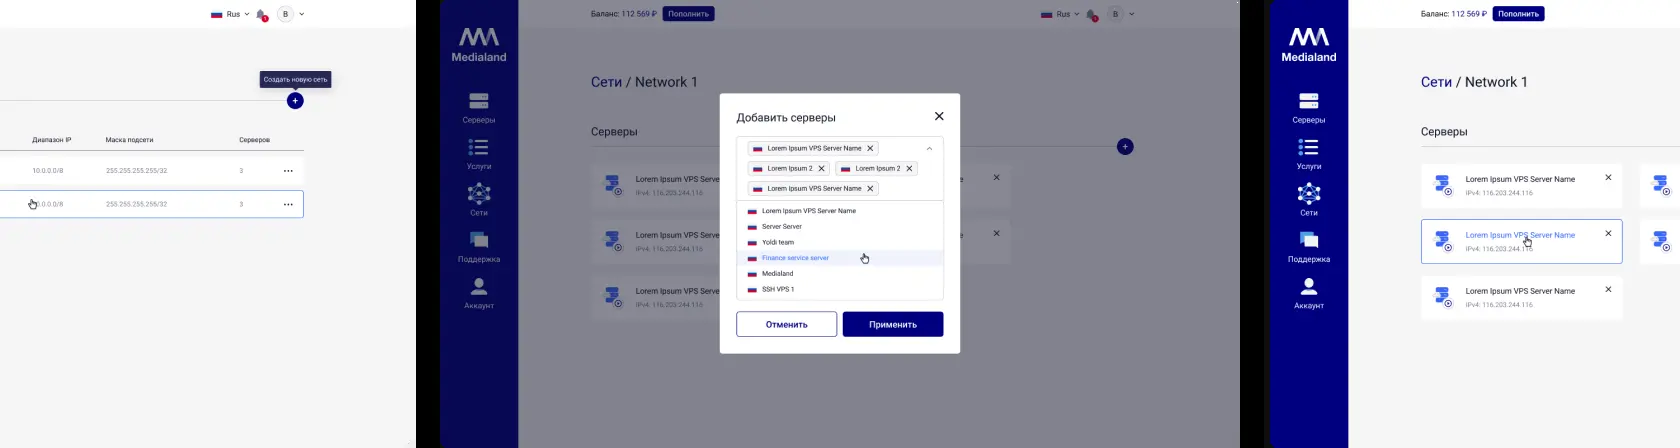 Rus
1
B
Создать новую сеть
+
Диапазон IP Маска подсети Серверов
10.0.0.0/8 255.255.255.255/32 3 ...
0.0.0/8 255.255.255.255/32 3 ...
Medialand
Серверы
Услуги
Сети
Поддержка
Аккаунт
Баланс: 112 569 ₽ Пополнить
Rus
B
Сети / Network 1
Серверы
+
Lorem Ipsum VPS Serve
IPv4: 116.203.244.116
Lorem Ipsum VPS Serve
IPv4: 116.203.244.116
Lorem Ipsum VPS Serve
IPv4: 116.203.244.116
Добавить серверы
Lorem Ipsum VPS Server Name
Lorem Ipsum 2 Lorem Ipsum 2
Lorem Ipsum VPS Server Name
Lorem Ipsum VPS Server Name
Server Server
Yoldi team
Finance service server
Medialand
SSH VPS 1
Отменить Применить
Medialand
Серверы
Услуги
Сети
Поддержка
Аккаунт
Баланс: 112 569 ₽ Пополнить
Сети / Network 1
Серверы
Lorem Ipsum VPS Server Name
IPv4: 116.203.244.116
Lorem Ipsum VPS Server Name
IPv4: 116.203.244.116
Lorem Ipsum VPS Server Name
IPv4: 116.203.244.116